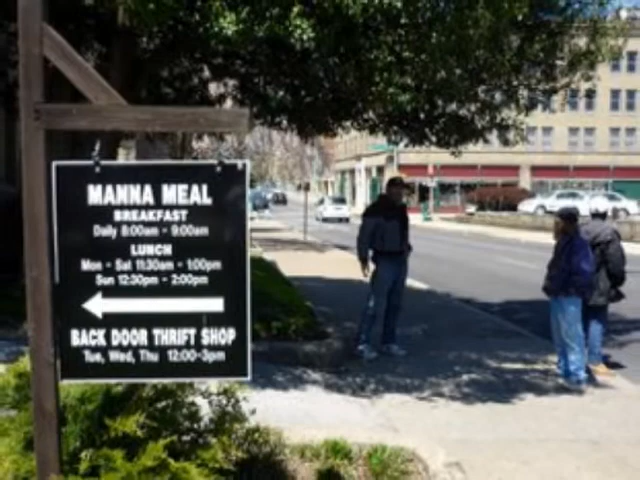 MANNA MEAL
BREAKFAST
Daily 8:00am - 9:00am
LUNCH
Mon - Sat 11:30am - 1:00pm
Sun 12:30pm - 2:00pm
BACK DOOR THRIFT SHOP
Tue, Wed, Thu 12:00-3pm